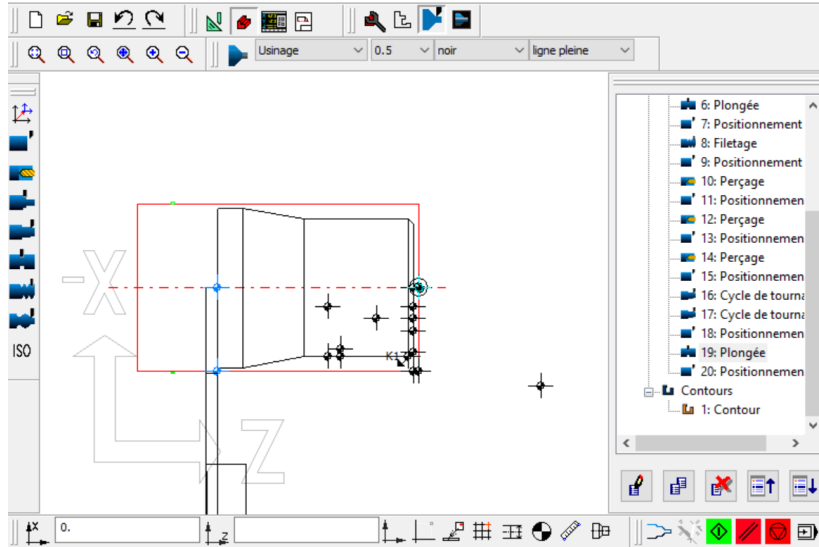 Usinage
0.5
noir
ligne pleine
6: Plongée
7: Positionnement
8: Filetage
9: Positionnement
10: Perçage
11: Positionnemen
12: Perçage
13: Positionnemen
14: Perçage
15: Positionnemen
16: Cycle de tourna
17: Cycle de tourna
18: Positionnemen
19: Plongée
20: Positionnemen
Contours
1: Contour
ISO
-X
Z
X
0.
Z